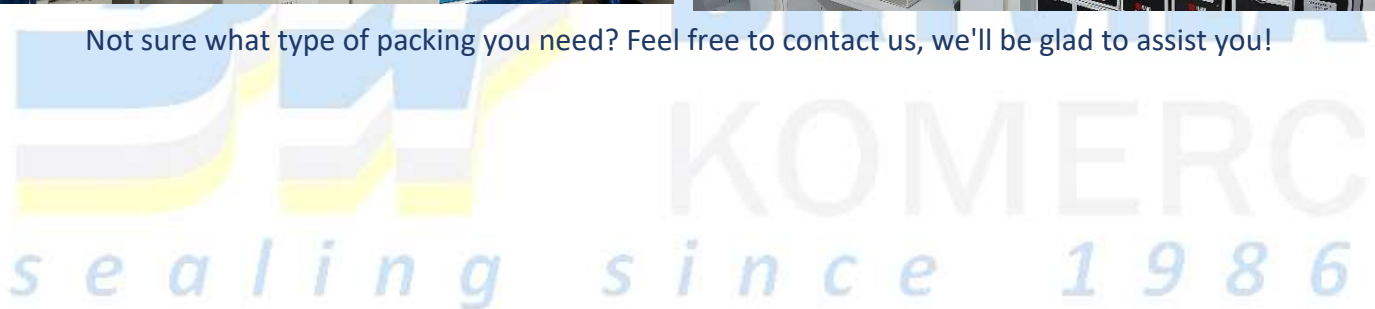 Not sure what type of packing you need? Feel free to contact us, we'll be glad to assist you!
KOMERC
sealing since 1986